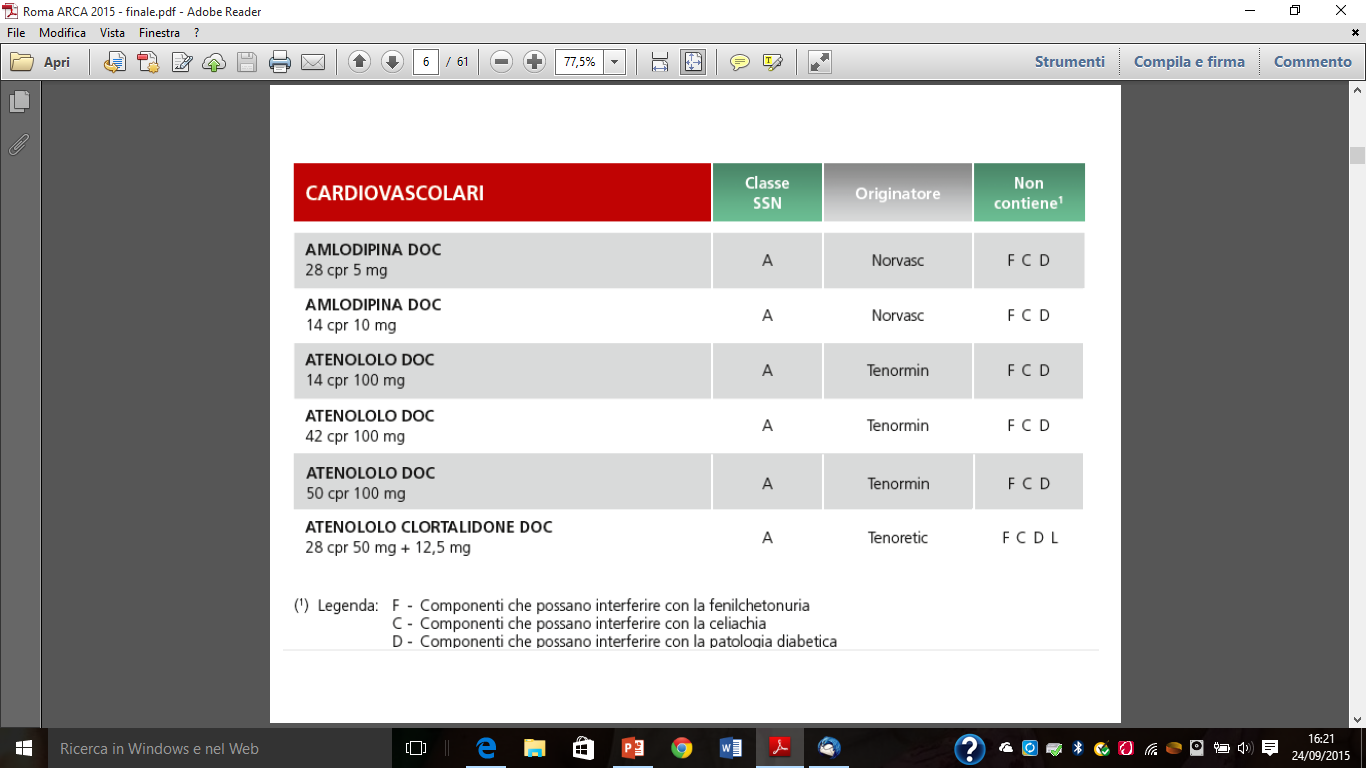 Roma ARCA 2015 - finale.pdf - Adobe Reader
File Modifica Vista Finestra ?
Apri 6 / 61 77,5% Strumenti Compila e firma Commento
CARDIOVASCOLARI Classe SSN Originatore Non contiene¹
AMLODIPINA DOC
28 cpr 5 mg A Norvasc F C D
AMLODIPINA DOC
14 cpr 10 mg A Norvasc F C D
ATENOLOLO DOC
14 cpr 100 mg A Tenormin F C D
ATENOLOLO DOC
42 cpr 100 mg A Tenormin F C D
ATENOLOLO DOC
50 cpr 100 mg A Tenormin F C D
ATENOLOLO CLORTALIDONE DOC
28 cpr 50 mg + 12,5 mg A Tenoretic F C D L
(¹) Legenda: F - Componenti che possano interferire con la fenilchetonuria
C - Componenti che possano interferire con la celiachia
D - Componenti che possano interferire con la patologia diabetica
Ricerca in Windows e nel Web
16:21
24/09/2015